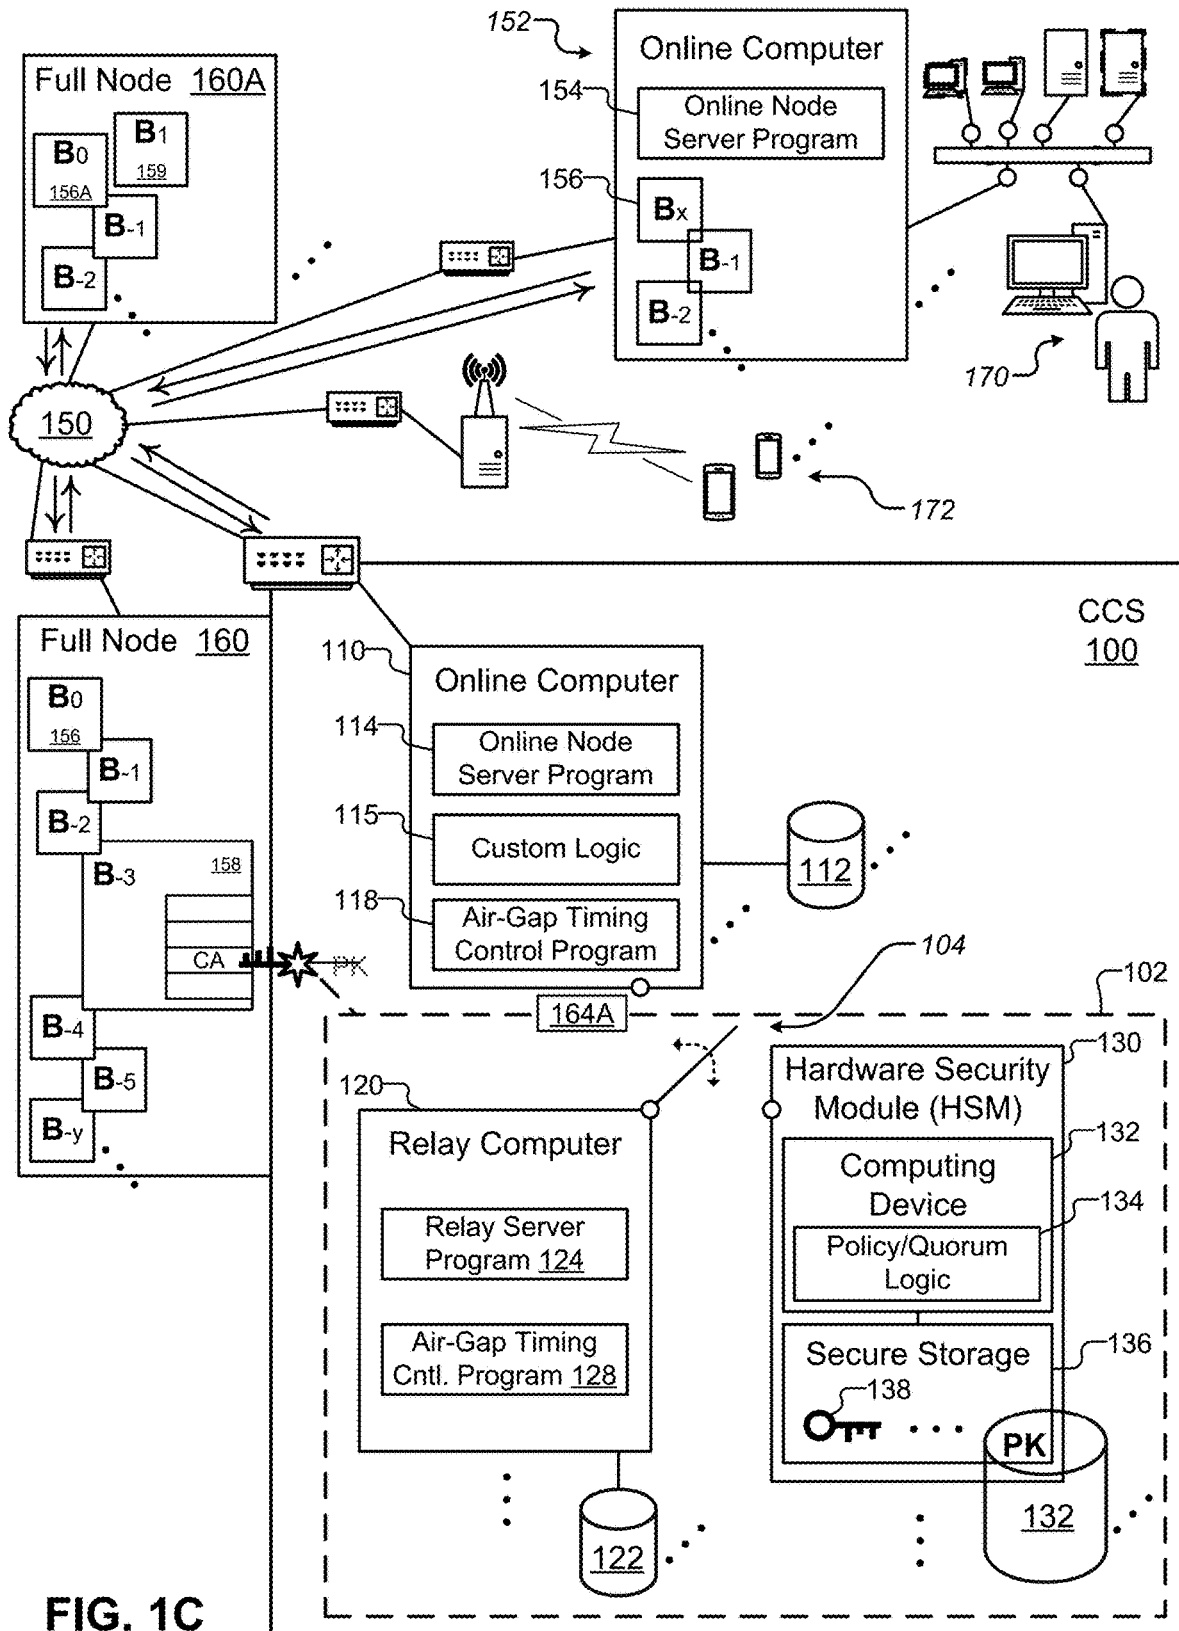 152
Online Computer
154
Online Node
Server Program
156
Bx
B-1
B-2
Full Node 160A
B1
159
B0
156A
B-1
B-2
170
150
172
CCS
100
Full Node 160
B0
156
B-1
B-2
B-3
158
CA
PK
B-4
B-5
B-y
110
Online Computer
114
Online Node
Server Program
115
Custom Logic
118
Air-Gap Timing
Control Program
112
104
102
164A
120
Relay Computer
Relay Server
Program 124
Air-Gap Timing
Cntl. Program 128
122
130
Hardware Security
Module (HSM)
132
Computing
Device
134
Policy/Quorum
Logic
136
Secure Storage
138
PK
132
FIG. 1C